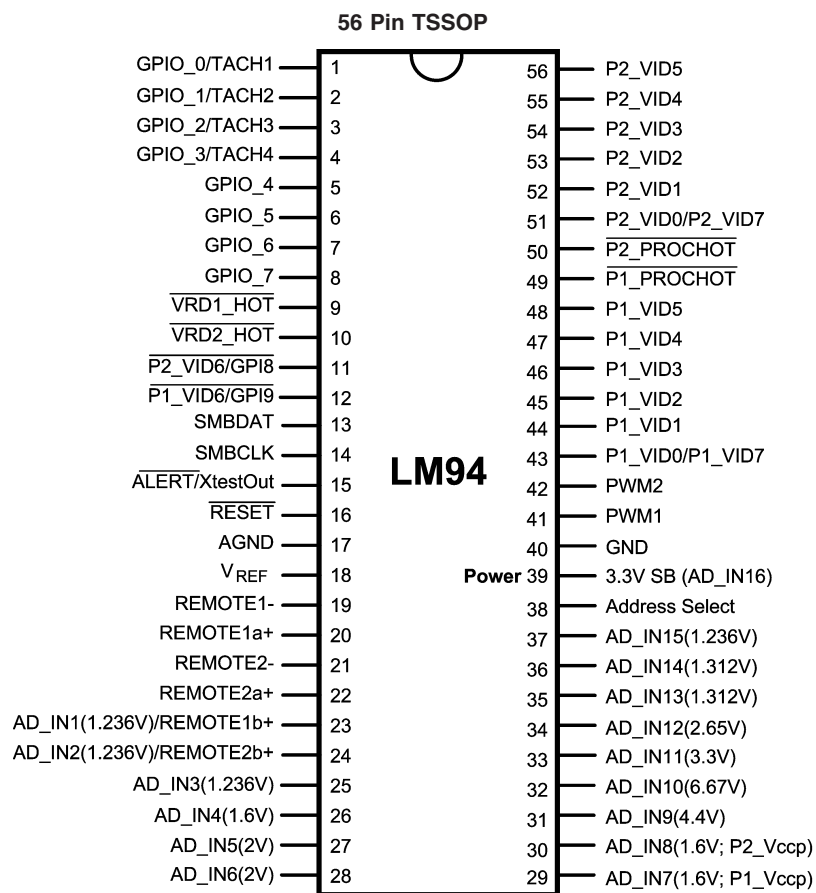 56 Pin TSSOP
GPIO_0/TACH1 1 56 P2_VID5
GPIO_1/TACH2 2 55 P2_VID4
GPIO_2/TACH3 3 54 P2_VID3
GPIO_3/TACH4 4 53 P2_VID2
GPIO_4 5 52 P2_VID1
GPIO_5 6 51 P2_VID0/P2_VID7
GPIO_6 7 50 P2_PROCHOT
GPIO_7 8 49 P1_PROCHOT
VRD1_HOT 9 48 P1_VID5
VRD2_HOT 10 47 P1_VID4
P2_VID6/GPI8 11 46 P1_VID3
P1_VID6/GPI9 12 45 P1_VID2
SMBDAT 13 44 P1_VID1
SMBCLK 14 43 P1_VID0/P1_VID7
LM94
ALERT/XtestOut 15 42 PWM2
RESET 16 41 PWM1
AGND 17 40 GND
VREF 18 Power 39 3.3V SB (AD_IN16)
REMOTE1- 19 38 Address Select
REMOTE1a+ 20 37 AD_IN15(1.236V)
REMOTE2- 21 36 AD_IN14(1.312V)
REMOTE2a+ 22 35 AD_IN13(1.312V)
AD_IN1(1.236V)/REMOTE1b+ 23 34 AD_IN12(2.65V)
AD_IN2(1.236V)/REMOTE2b+ 24 33 AD_IN11(3.3V)
AD_IN3(1.236V) 25 32 AD_IN10(6.67V)
AD_IN4(1.6V) 26 31 AD_IN9(4.4V)
AD_IN5(2V) 27 30 AD_IN8(1.6V; P2_Vccp)
AD_IN6(2V) 28 29 AD_IN7(1.6V; P1_Vccp)